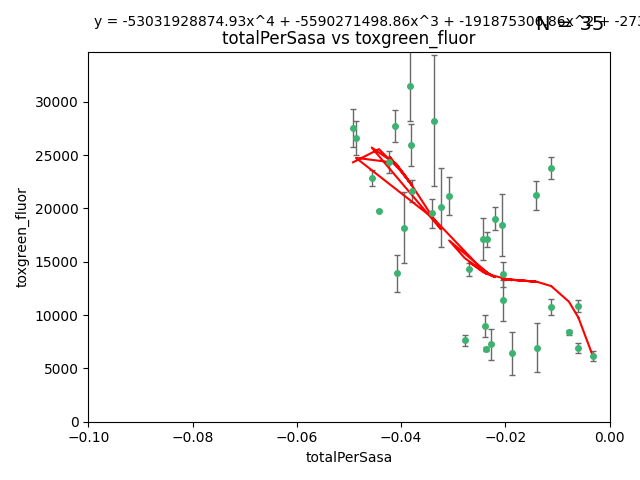 y = -53031928874.93x^4 + -5590271498.86x^3 + -191875306.86x^2 + -273
N = 35
totalPerSasa vs toxgreen_fluor
toxgreen_fluor
30000
25000
20000
15000
10000
5000
0
−0.10
−0.08
−0.06
−0.04
−0.02
0.00
totalPerSasa